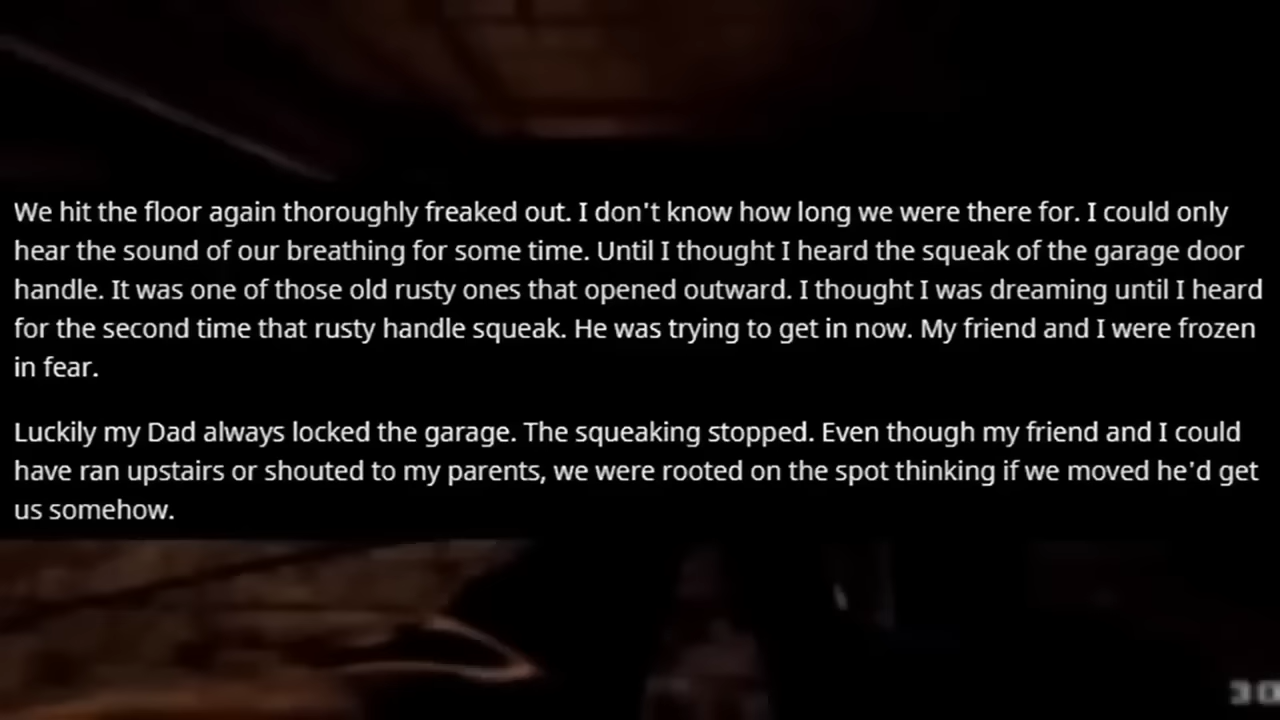 We hit the floor again thoroughly freaked out. I don't know how long we were there for. I could only
hear the sound of our breathing for some time. Until I thought I heard the squeak of the garage door
handle. It was one of those old rusty ones that opened outward. I thought I was dreaming until I heard
for the second time that rusty handle squeak. He was trying to get in now. My friend and I were frozen
in fear.
Luckily my Dad always locked the garage. The squeaking stopped. Even though my friend and I could
have ran upstairs or shouted to my parents, we were rooted on the spot thinking if we moved he'd get
us somehow.
30